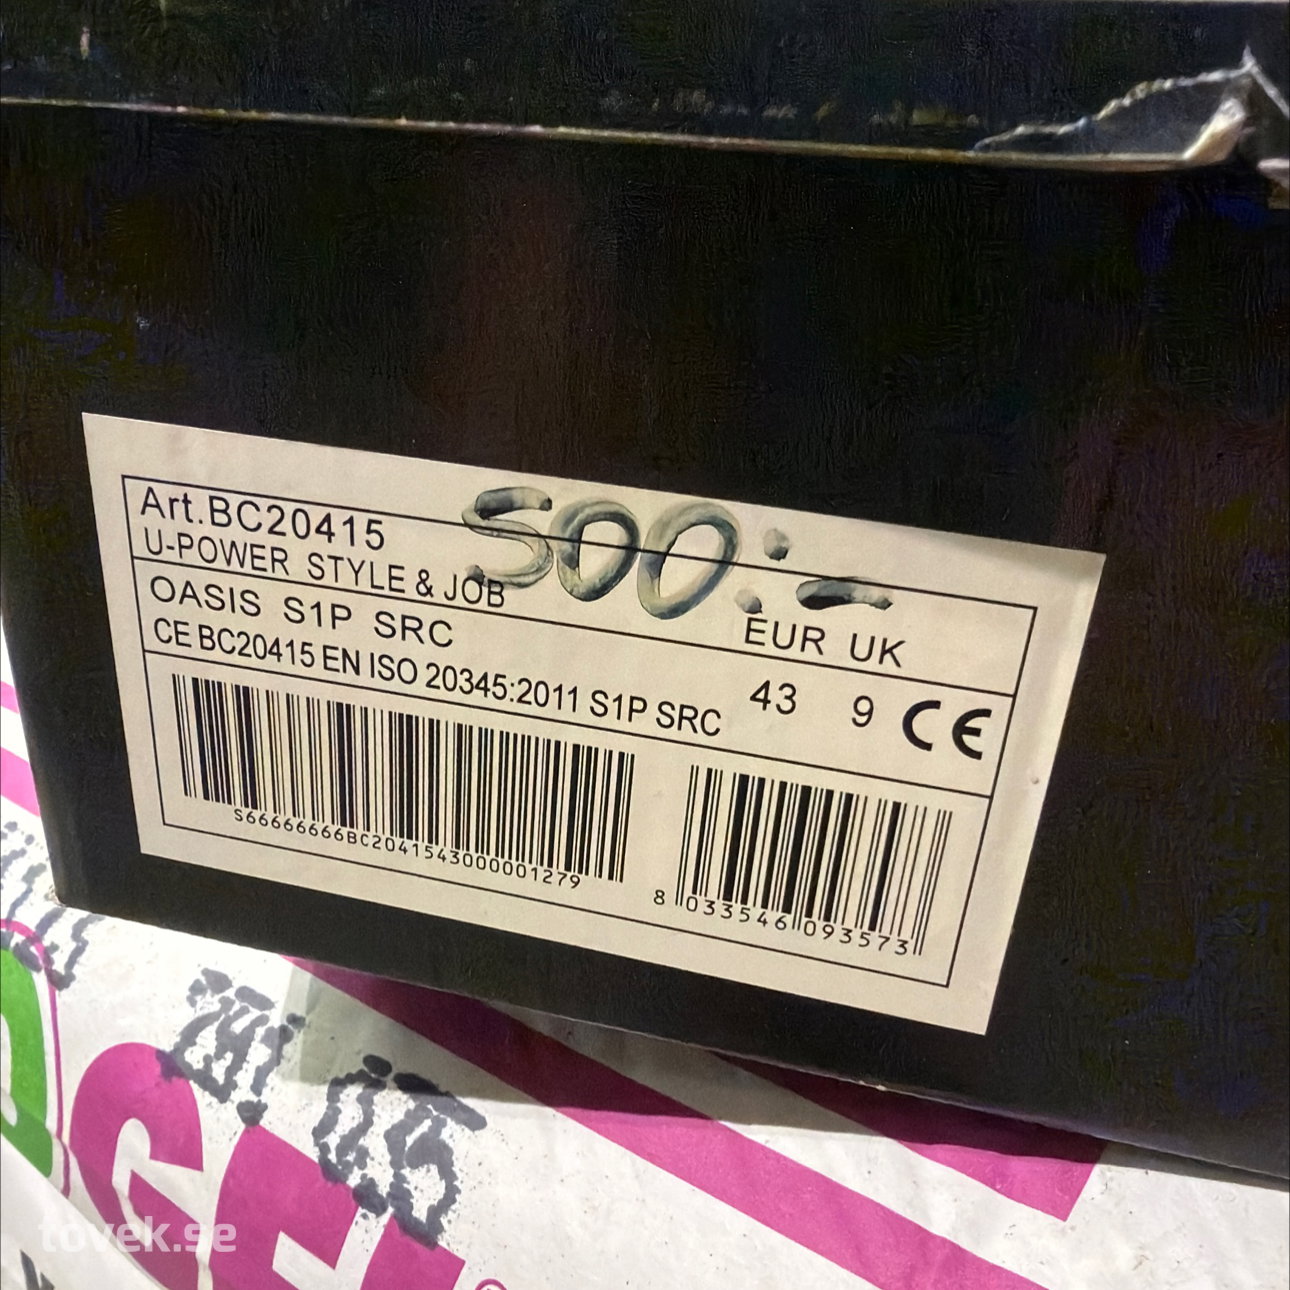 500:-
Art.BC20415
U-POWER STYLE & JOB
OASIS S1P SRC
EUR UK
CE BC20415 EN ISO 20345:2011 S1P SRC
43 9 CE
S66666666BC2041543000001279
8 033546 093573
tovek.se